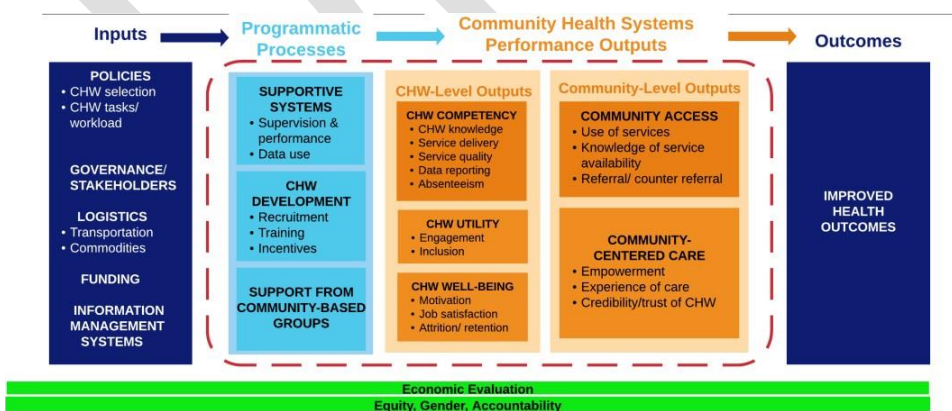 Inputs
Programmatic
Processes
Community Health Systems
Performance Outputs
Outcomes
POLICIES
• CHW selection
• CHW tasks/
workload
GOVERNANCE/
STAKEHOLDERS
LOGISTICS
• Transportation
• Commodities
FUNDING
INFORMATION
MANAGEMENT
SYSTEMS
SUPPORTIVE
SYSTEMS
• Supervision &
performance
• Data use
CHW
DEVELOPMENT
• Recruitment
• Training
• Incentives
SUPPORT FROM
COMMUNITY-BASED
GROUPS
CHW-Level Outputs
CHW COMPETENCY
• CHW knowledge
• Service delivery
• Service quality
• Data reporting
• Absenteeism
CHW UTILITY
• Engagement
• Inclusion
CHW WELL-BEING
• Motivation
• Job satisfaction
• Attrition/ retention
Community-Level Outputs
COMMUNITY ACCESS
• Use of services
• Knowledge of service
availability
• Referral/ counter referral
COMMUNITY-
CENTERED CARE
• Empowerment
• Experience of care
• Credibility/trust of CHW
IMPROVED
HEALTH
OUTCOMES
Economic Evaluation
Equity, Gender, Accountability